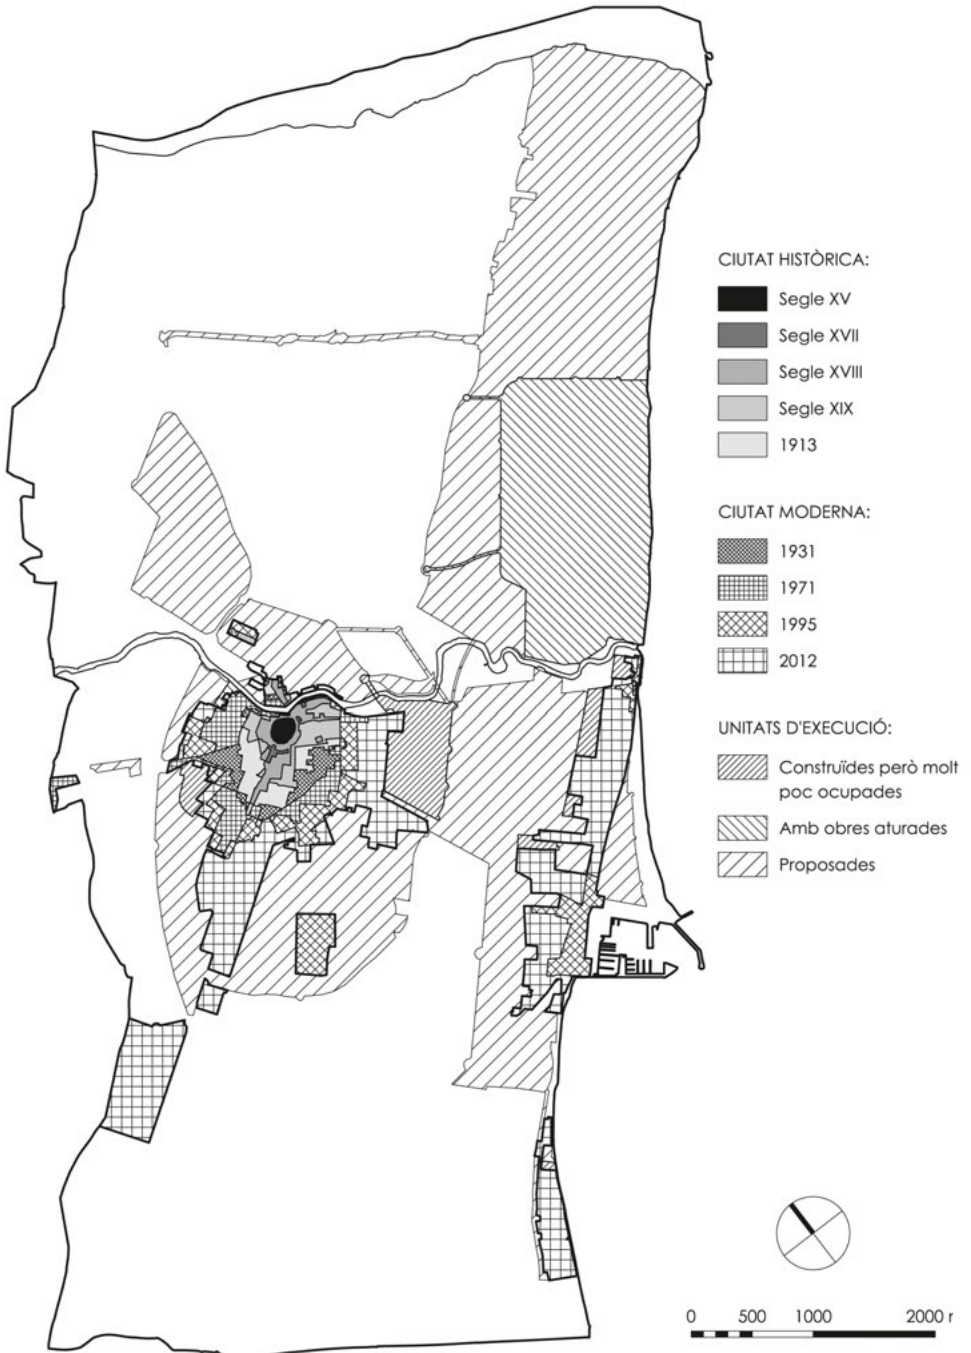 CIUTAT HISTÒRICA:
Segle XV
Segle XVII
Segle XVIII
Segle XIX
1913
CIUTAT MODERNA:
1931
1971
1995
2012
UNITATS D'EXECUCIÓ:
Construïdes però molt
poc ocupades
Amb obres aturades
Proposades
0 500 1000 2000 r